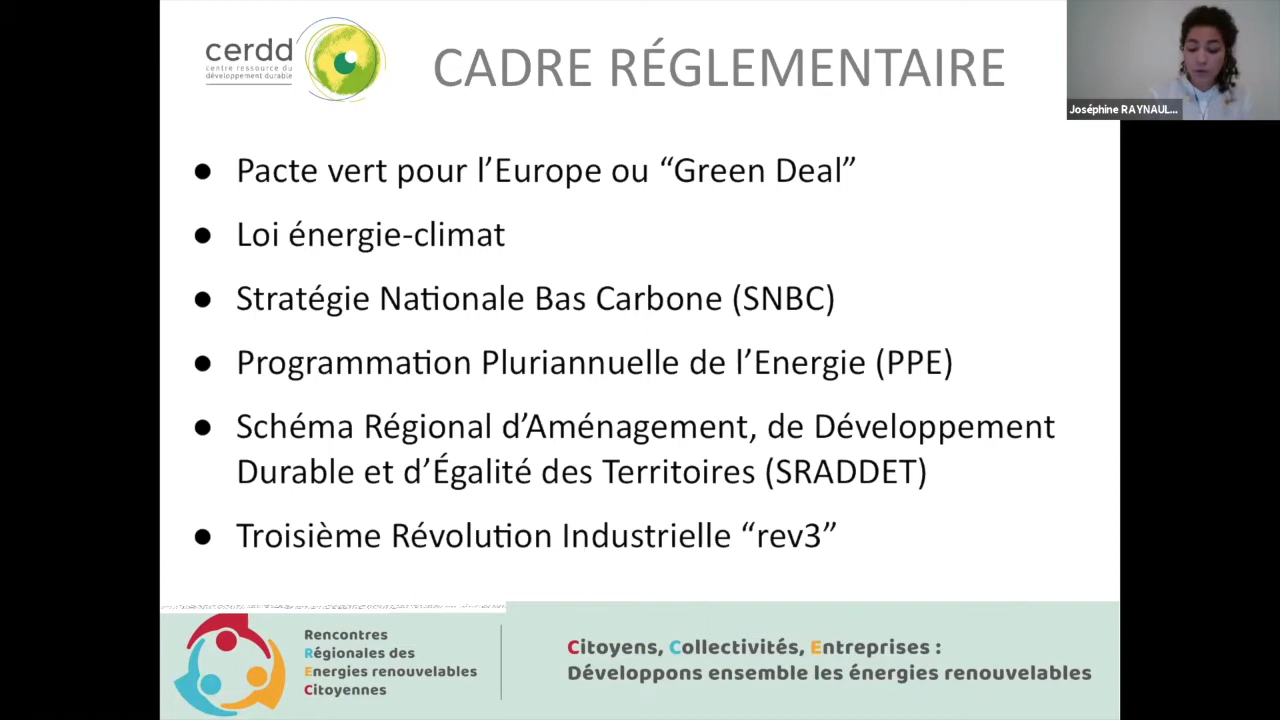 cerdd
centre ressource du
développement durable
CADRE RÉGLEMENTAIRE
Joséphine RAYNAUL...
● Pacte vert pour l’Europe ou “Green Deal”
● Loi énergie-climat
● Stratégie Nationale Bas Carbone (SNBC)
● Programmation Pluriannuelle de l’Energie (PPE)
● Schéma Régional d’Aménagement, de Développement
Durable et d’Égalité des Territoires (SRADDET)
● Troisième Révolution Industrielle “rev3”
Rencontres
Régionales des
Energies renouvelables
Citoyennes
Citoyens, Collectivités, Entreprises :
Développons ensemble les énergies renouvelables